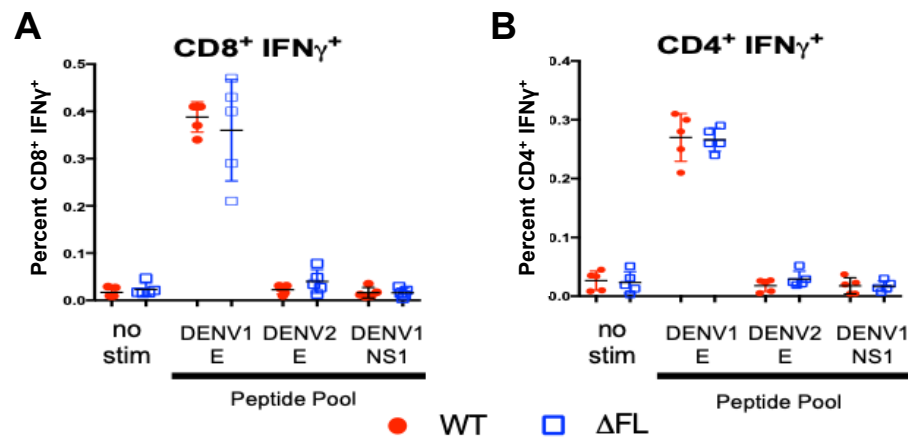 A
CD8⁺ IFNγ⁺
Percent CD8⁺ IFNγ⁺
0.5
0.4
0.3
0.2
0.1
0.0
no stim
DENV1 E
DENV2 E
DENV1 NS1
Peptide Pool
B
CD4⁺ IFNγ⁺
Percent CD4⁺ IFNγ⁺
0.4
0.3
0.2
0.1
0.0
no stim
DENV1 E
DENV2 E
DENV1 NS1
Peptide Pool
WT
ΔFL